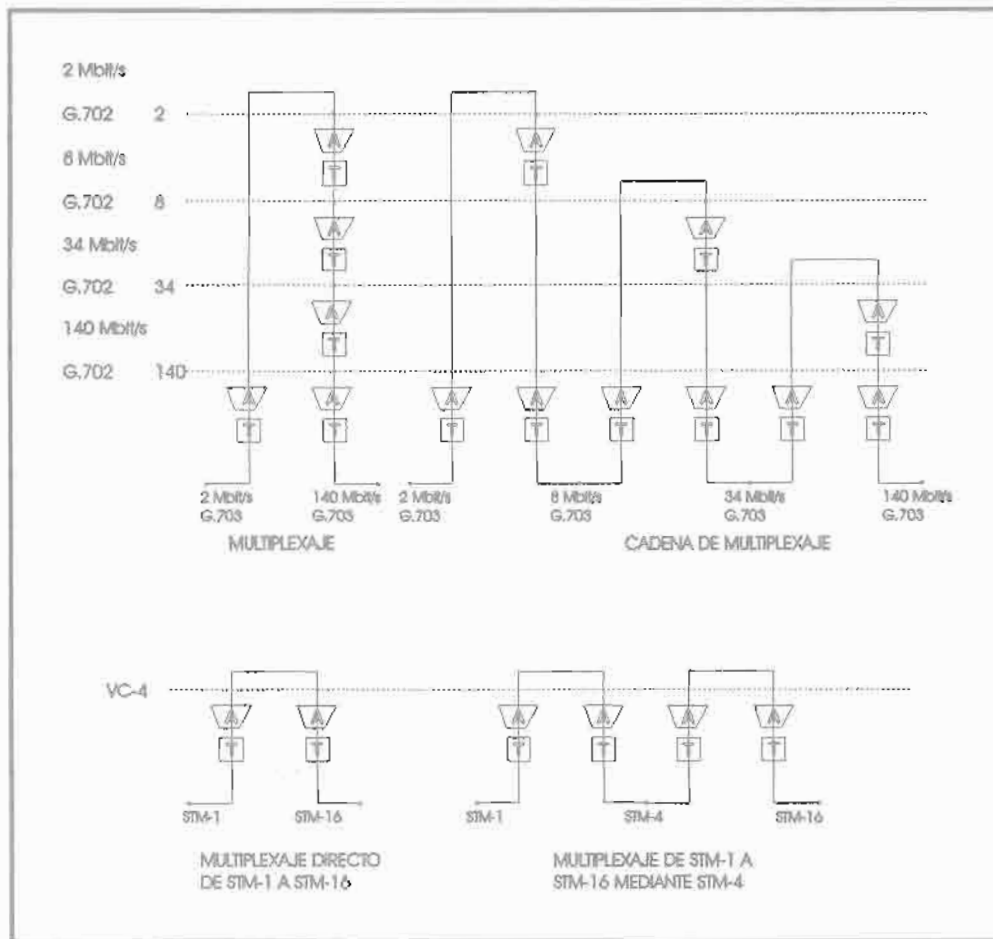 2 Mbit/s
G.702 2
8 Mbit/s
G.702 8
34 Mbit/s
G.702 34
140 Mbit/s
G.702 140
A A A A A A A A
T T T T T T T T
A A A A A
T T T T T
A
T
2 Mbit/s 140 Mbit/s 2 Mbit/s 8 Mbit/s 34 Mbit/s 140 Mbit/s
G.703 G.703 G.703 G.703 G.703 G.703
MULTIPLEXAJE CADENA DE MULTIPLEXAJE
VC-4
A A A A A A
T T T T T T
STM-1 STM-16 STM-1 STM-4 STM-16
MULTIPLEXAJE DIRECTO
DE STM-1 A STM-16
MULTIPLEXAJE DE STM-1 A
STM-16 MEDIANTE STM-4